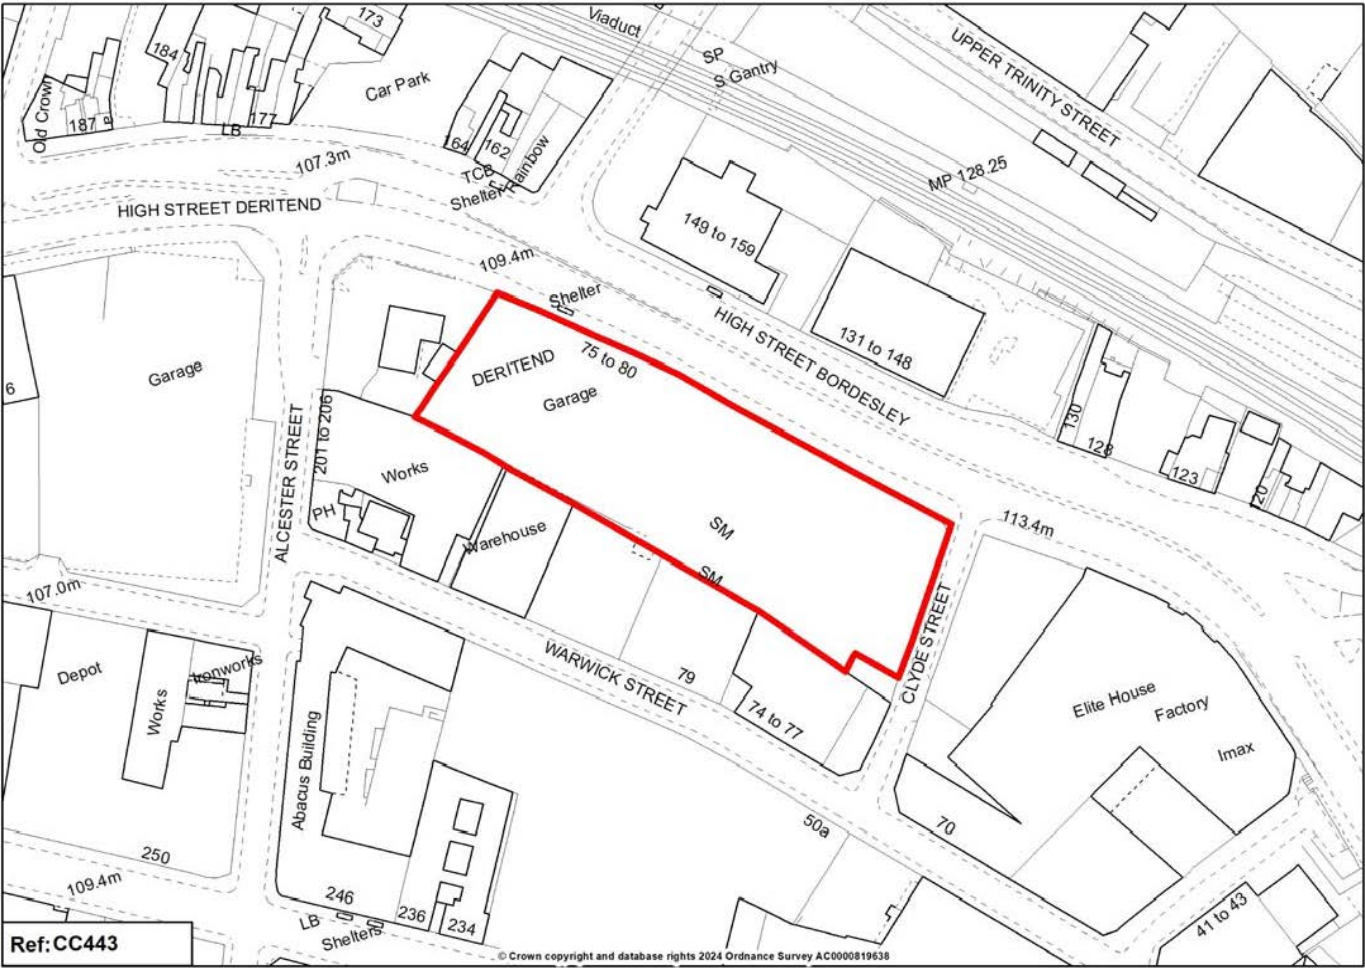 173
Viaduct
184
SP
S Gantry
UPPER TRINITY STREET
Car Park
Old Crown
187
LB
177
164
162
Rainbow
107.3m
TCB
Shelter
MP 128.25
HIGH STREET DERITEND
149 to 159
109.4m
Shelter
HIGH STREET BORDESLEY
131 to 148
75 to 80
DERITEND
Garage
Garage
6
130
128
123
120
201 to 206
ALCESTER STREET
Works
PH
Warehouse
SM
SM
113.4m
107.0m
CLYDE STREET
WARWICK STREET
79
74 to 77
Depot
Ironworks
Works
Abacus Building
Elite House
Factory
Imax
70
50a
250
109.4m
246
236
234
LB
Shelters
41 to 43
Ref:CC443
© Crown copyright and database rights 2024 Ordnance Survey AC0000819638